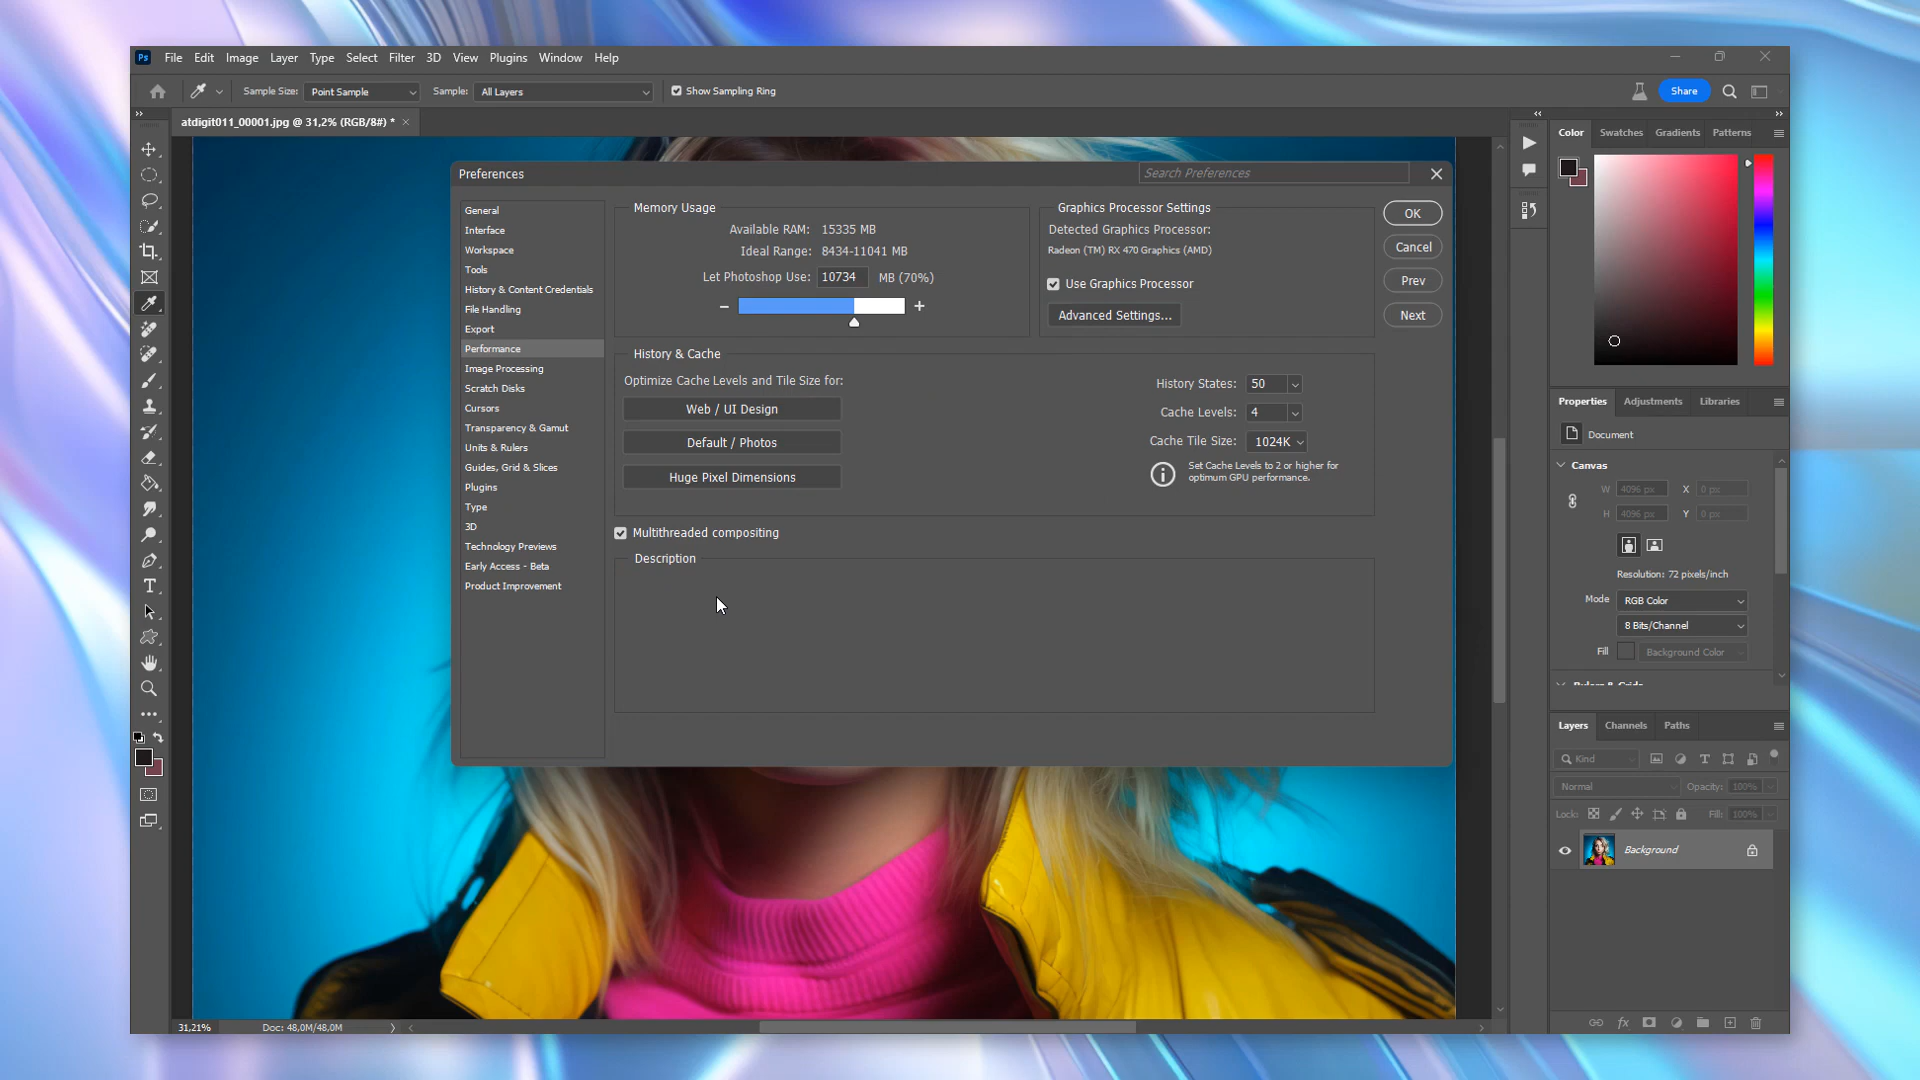 Ps File Edit Image Layer Type Select Filter 3D View Plugins Window Help
Sample Size: Point Sample Sample: All Layers Show Sampling Ring Share
atdigit011_00001.jpg @ 31,2% (RGB/8#) * ×
Color Swatches Gradients Patterns
Preferences
Search Preferences
General
Interface
Workspace
Tools
History & Content Credentials
File Handling
Export
Performance
Image Processing
Scratch Disks
Cursors
Transparency & Gamut
Units & Rulers
Guides, Grid & Slices
Plugins
Type
3D
Technology Previews
Early Access - Beta
Product Improvement
Memory Usage
Available RAM: 15335 MB
Ideal Range: 8434-11041 MB
Let Photoshop Use: 10734 MB (70%)
Graphics Processor Settings
Detected Graphics Processor:
Radeon (TM) RX 470 Graphics (AMD)
Use Graphics Processor
Advanced Settings...
OK
Cancel
Prev
Next
History & Cache
Optimize Cache Levels and Tile Size for:
Web / UI Design
Default / Photos
Huge Pixel Dimensions
History States: 50
Cache Levels: 4
Cache Tile Size: 1024K
Set Cache Levels to 2 or higher for
optimum GPU performance.
Multithreaded compositing
Description
Properties Adjustments Libraries
Document
Canvas
W 4096 px X 0 px
H 4096 px Y 0 px
Resolution: 72 pixels/inch
Mode RGB Color
8 Bits/Channel
Fill Background Color
Rulers & Grids
Layers Channels Paths
Kind
Normal Opacity: 100%
Lock: Fill: 100%
Background
fx
31,21% Doc: 48,0M/48,0M